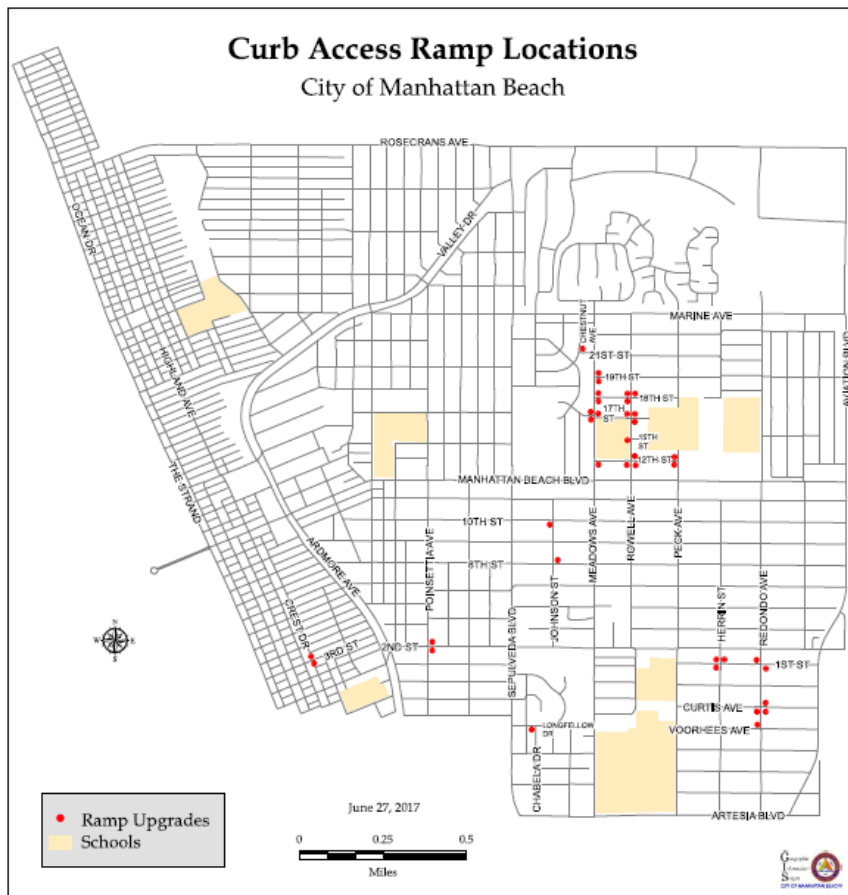 Curb Access Ramp Locations
City of Manhattan Beach
ROSECRANS AVE
OCEAN DR
VALLEY DR
CHESTNUT
AVE
MARINE AVE
21ST ST
AVIATION BLVD
HIGHLAND AVE
19TH ST
18TH ST
17TH
ST
15TH
ST
12TH ST
THE STRAND
MANHATTAN BEACH BLVD
10TH ST
MEADOWS AVE
ROWELL AVE
PECK AVE
ARDMORE AVE
POINSETTIA AVE
8TH ST
JOHNSON ST
HERRIN ST
REDONDO AVE
CREST DR
3RD ST
2ND ST
SEPULVEDA BLVD
1ST ST
N
W
E
S
CURTIS AVE
LONGFELLOW
DR
VOORHEES AVE
CHABELA DR
ARTESIA BLVD
Ramp Upgrades
Schools
June 27, 2017
0 0.25 0.5
Miles
CITY OF MANHATTAN BEACH